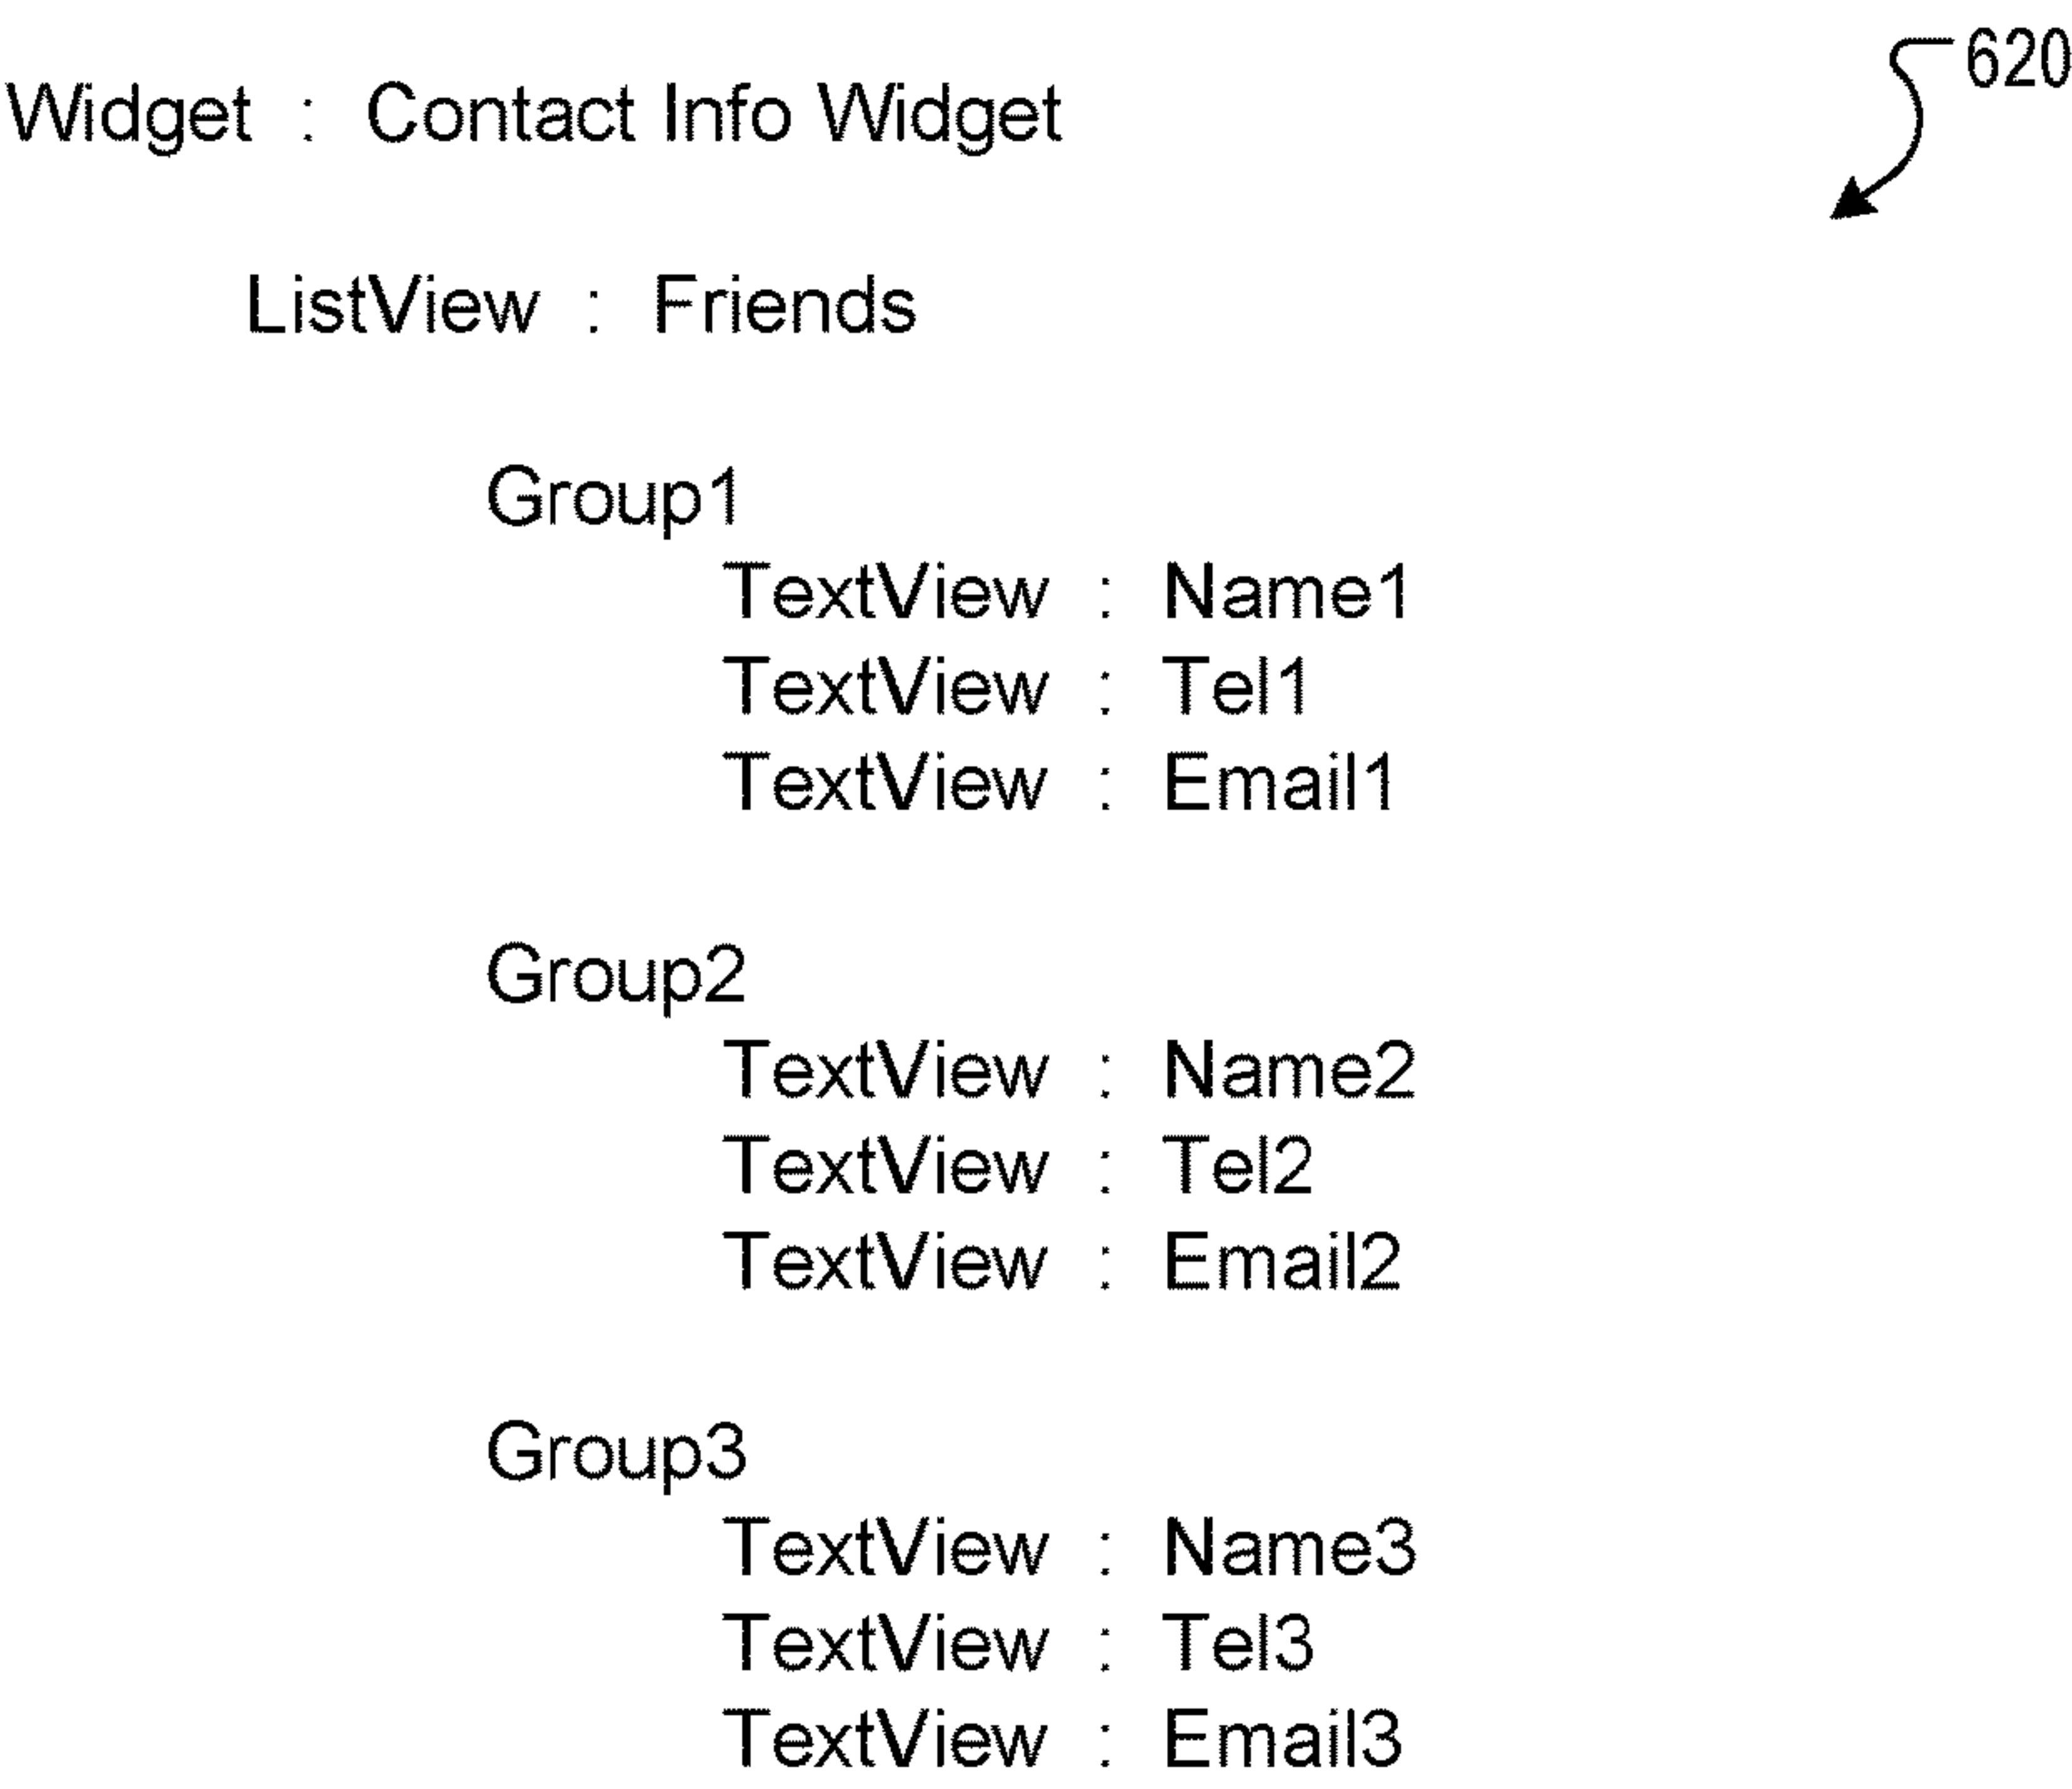 620
Widget : Contact Info Widget
ListView : Friends
Group1
TextView : Name1
TextView : Tel1
TextView : Email1
Group2
TextView : Name2
TextView : Tel2
TextView : Email2
Group3
TextView : Name3
TextView : Tel3
TextView : Email3